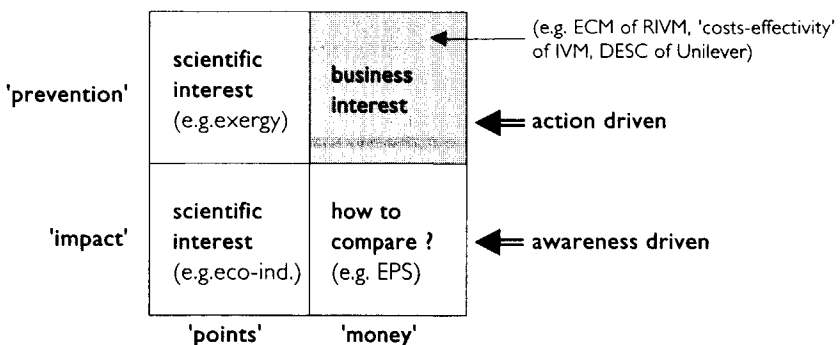 (e.g. ECM of RIVM, 'costs-effectivity'
of IVM, DESC of Unilever)
'prevention'
scientific
interest
(e.g.exergy)
business
interest
action driven
'impact'
scientific
interest
(e.g.eco-ind.)
how to
compare ?
(e.g. EPS)
awareness driven
'points'
'money'